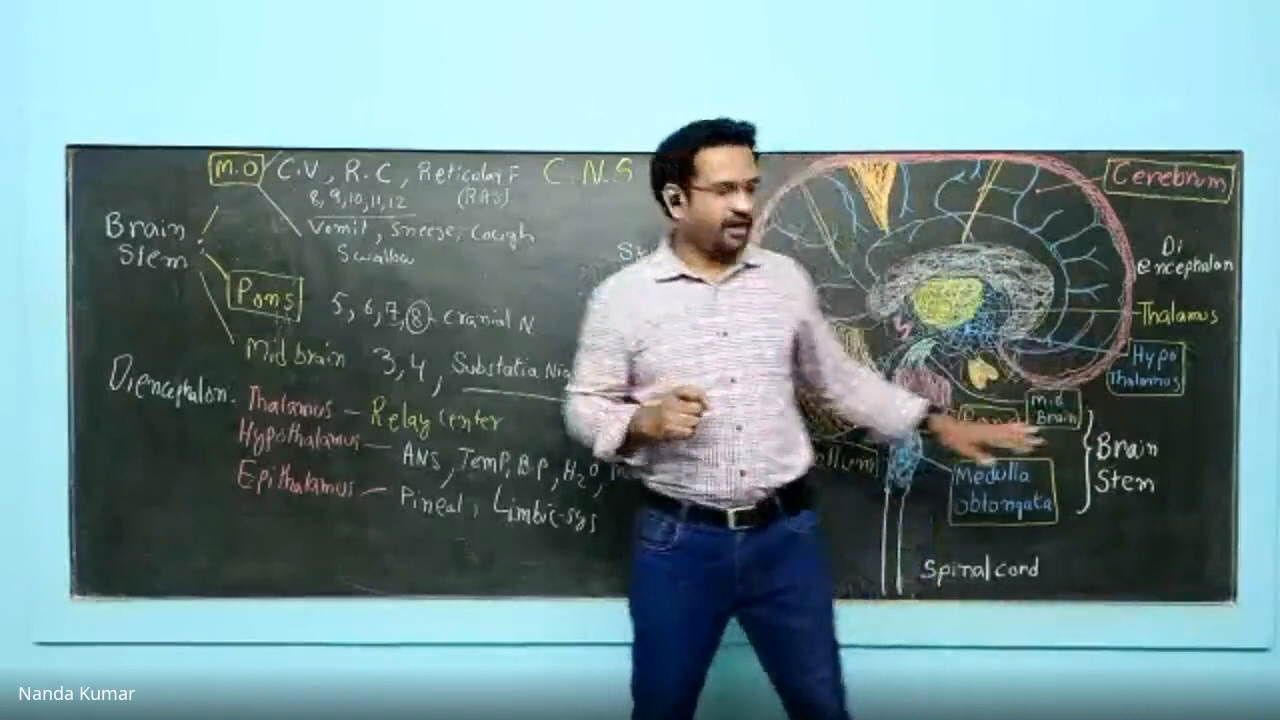 M.O C.V, R.C, Reticular F C.N.S
8, 9, 10, 11, 12 (RAS)
Vomit, Sneeze, Cough
Swallow
Brain
Stem
Pons 5, 6, 7, 8 - Cranial N
Mid brain 3, 4, Substatia Nig
Diencephalon.
Thalamus - Relay Center
Hypothalamus - ANS, Temp, B.P, H2O,
Epithalamus - Pineal, Limbic-sys
Cerebrum
Di
encephalon
Thalamus
Hypo
Thalamus
Mid
Brain
Pons
Brain
Stem
Medulla
oblongata
Spinal cord
Nanda Kumar